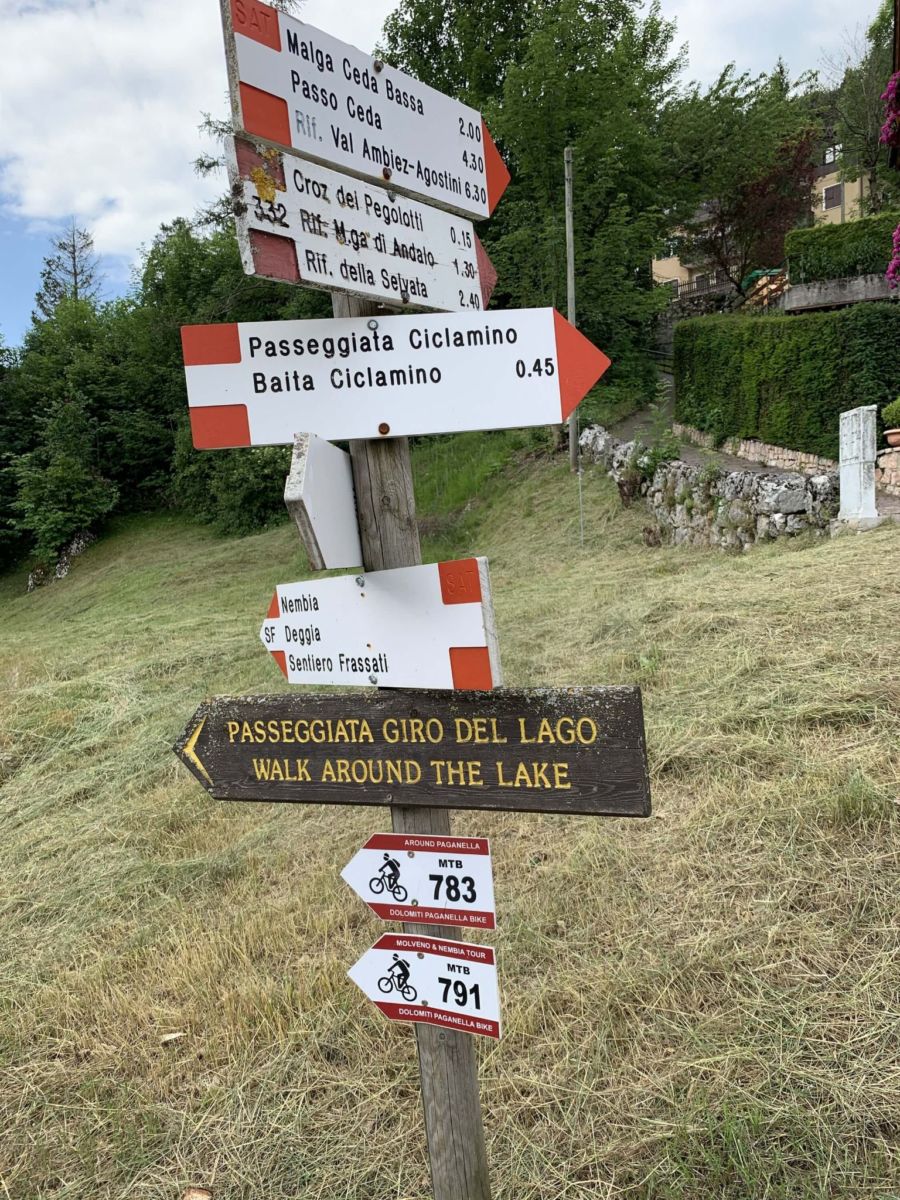 SAT
Malga Ceda Bassa 2.00
Passo Ceda 4.30
Rif. Val Ambiez-Agostini 6.30
Croz dei Pegolotti 0.15
332 Rif. M.ga di Andalo 1.30
Rif. della Selvata 2.40
Passeggiata Ciclamino
Baita Ciclamino 0.45
SAT
Nembia
SF Deggia
Sentiero Frassati
PASSEGGIATA GIRO DEL LAGO
WALK AROUND THE LAKE
AROUND PAGANELLA
MTB
783
DOLOMITI PAGANELLA BIKE
MOLVENO & NEMBIA TOUR
MTB
791
DOLOMITI PAGANELLA BIKE